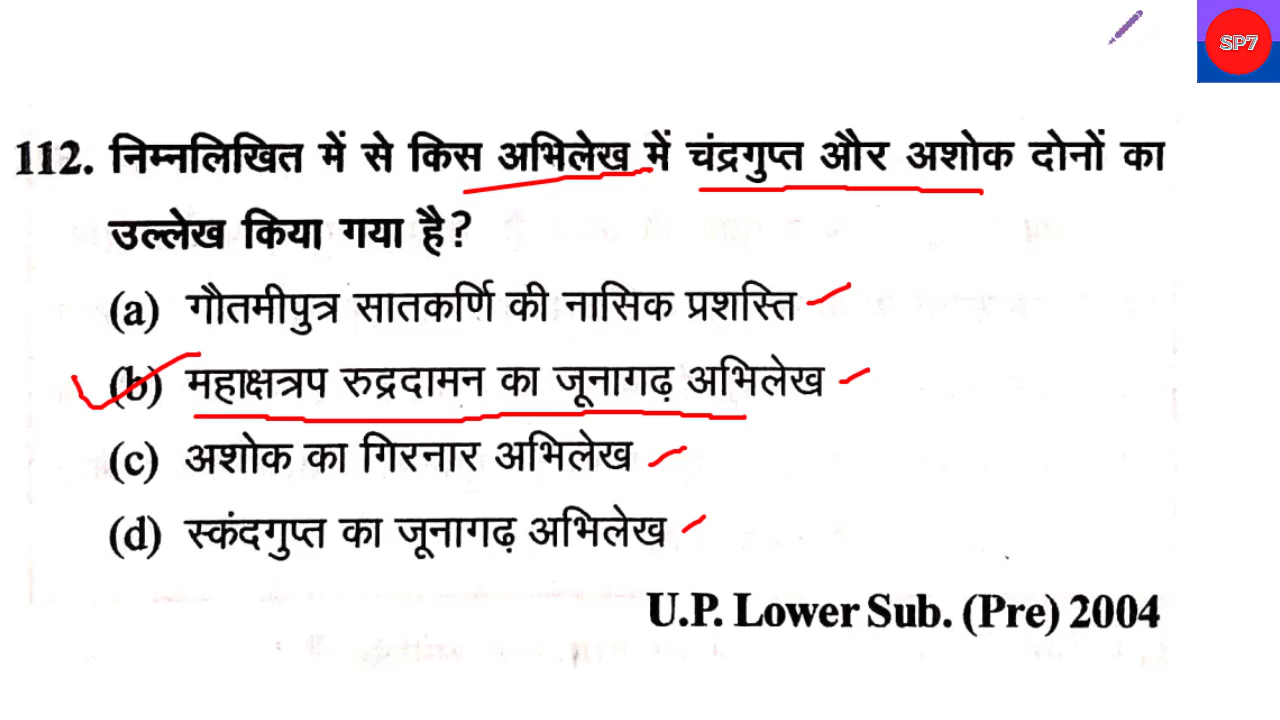 SP7
112. निम्नलिखित में से किस अभिलेख में चंद्रगुप्त और अशोक दोनों का
उल्लेख किया गया है?
(a) गौतमीपुत्र सातकर्णि की नासिक प्रशस्ति
(b) महाक्षत्रप रुद्रदामन का जूनागढ़ अभिलेख
(c) अशोक का गिरनार अभिलेख
(d) स्कंदगुप्त का जूनागढ़ अभिलेख
U.P. Lower Sub. (Pre) 2004